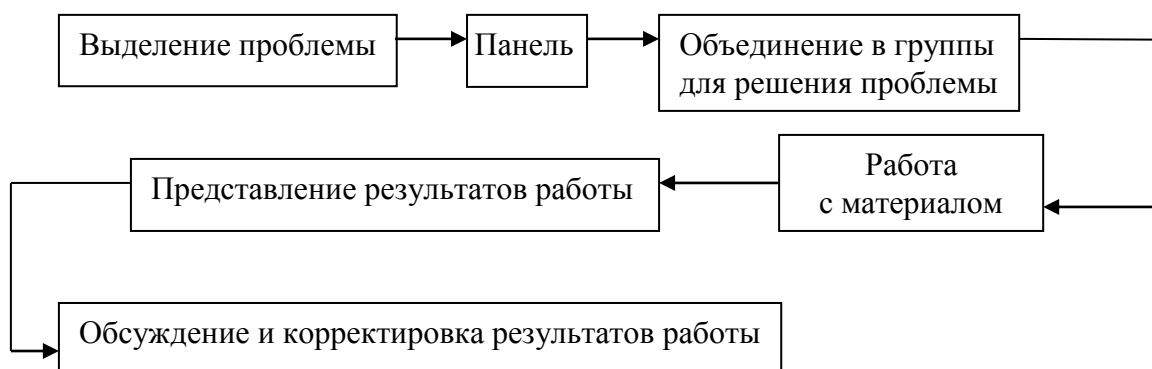 Выделение проблемы
Панель
Объединение в группы
для решения проблемы
Работа
с материалом
Представление результатов работы
Обсуждение и корректировка результатов работы